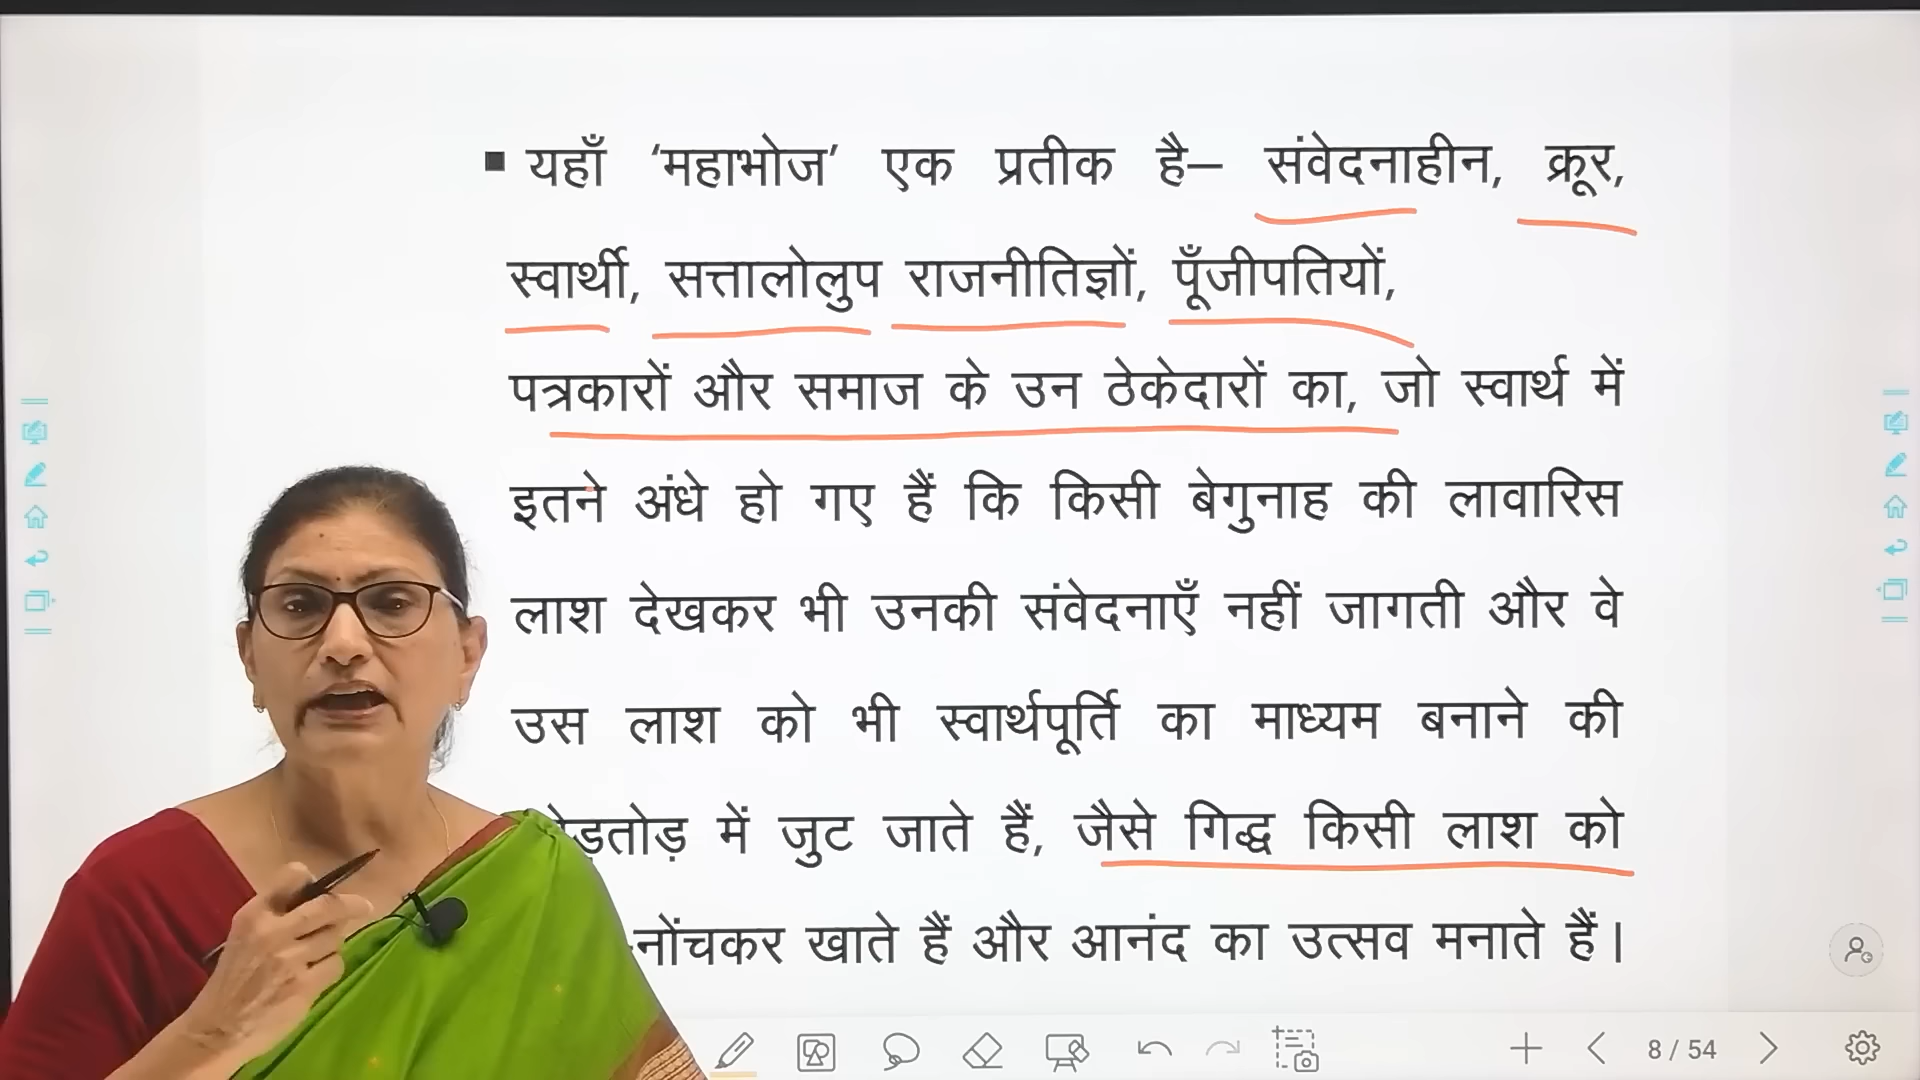 ▪ यहाँ ‘महाभोज’ एक प्रतीक है– संवेदनाहीन, क्रूर,
स्वार्थी, सत्तालोलुप राजनीतिज्ञों, पूँजीपतियों,
पत्रकारों और समाज के उन ठेकेदारों का, जो स्वार्थ में
इतने अंधे हो गए हैं कि किसी बेगुनाह की लावारिस
लाश देखकर भी उनकी संवेदनाएँ नहीं जागती और वे
उस लाश को भी स्वार्थपूर्ति का माध्यम बनाने की
में जुट जाते हैं, जैसे गिद्ध किसी लाश को
-नोंचकर खाते हैं और आनंद का उत्सव मनाते हैं।
8 / 54